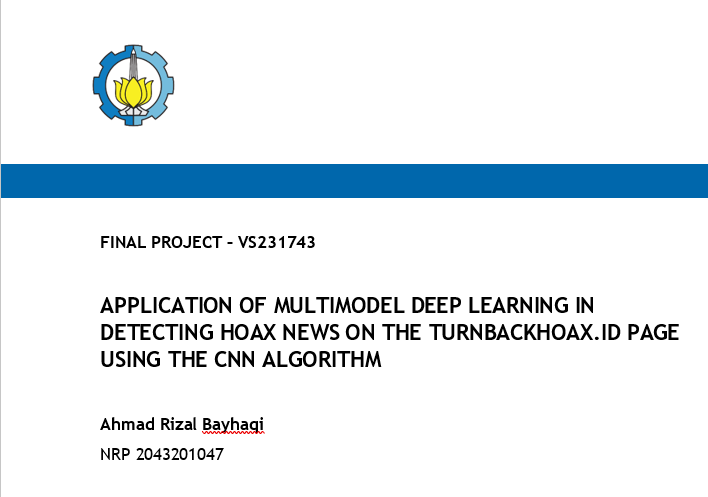 FINAL PROJECT – VS231743
APPLICATION OF MULTIMODEL DEEP LEARNING IN
DETECTING HOAX NEWS ON THE TURNBACKHOAX.ID PAGE
USING THE CNN ALGORITHM
Ahmad Rizal Bayhaqi
NRP 2043201047